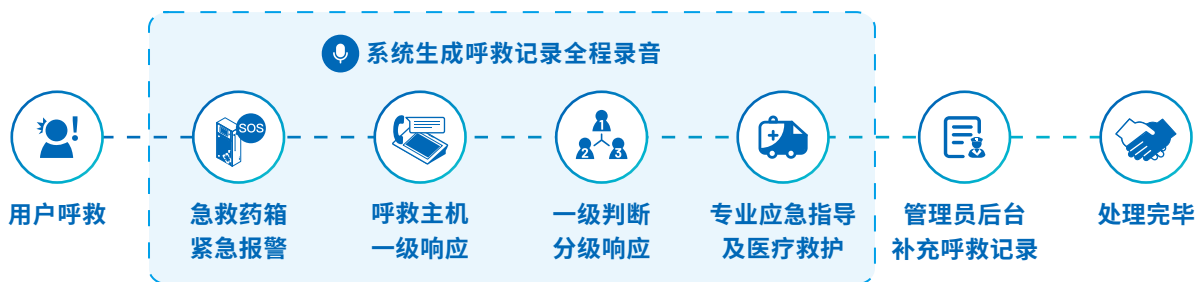 系统生成呼救记录全程录音
SOS
1
2 3
用户呼救
急救药箱
紧急报警
呼救主机
一级响应
一级判断
分级响应
专业应急指导
及医疗救护
管理员后台
补充呼救记录
处理完毕